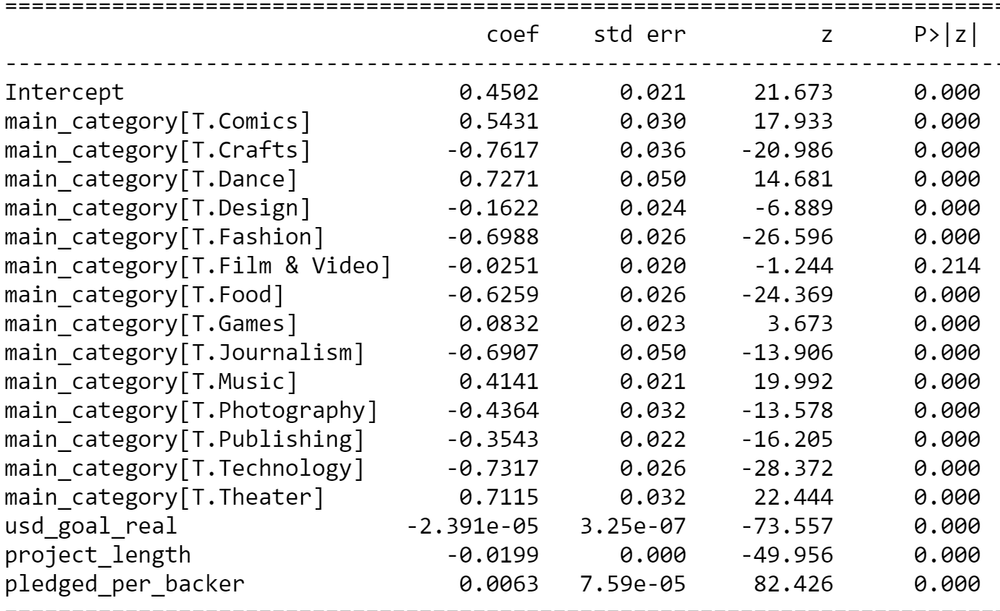 coef std err z P>|z|
Intercept 0.4502 0.021 21.673 0.000
main_category[T.Comics] 0.5431 0.030 17.933 0.000
main_category[T.Crafts] -0.7617 0.036 -20.986 0.000
main_category[T.Dance] 0.7271 0.050 14.681 0.000
main_category[T.Design] -0.1622 0.024 -6.889 0.000
main_category[T.Fashion] -0.6988 0.026 -26.596 0.000
main_category[T.Film & Video] -0.0251 0.020 -1.244 0.214
main_category[T.Food] -0.6259 0.026 -24.369 0.000
main_category[T.Games] 0.0832 0.023 3.673 0.000
main_category[T.Journalism] -0.6907 0.050 -13.906 0.000
main_category[T.Music] 0.4141 0.021 19.992 0.000
main_category[T.Photography] -0.4364 0.032 -13.578 0.000
main_category[T.Publishing] -0.3543 0.022 -16.205 0.000
main_category[T.Technology] -0.7317 0.026 -28.372 0.000
main_category[T.Theater] 0.7115 0.032 22.444 0.000
usd_goal_real -2.391e-05 3.25e-07 -73.557 0.000
project_length -0.0199 0.000 -49.956 0.000
pledged_per_backer 0.0063 7.59e-05 82.426 0.000